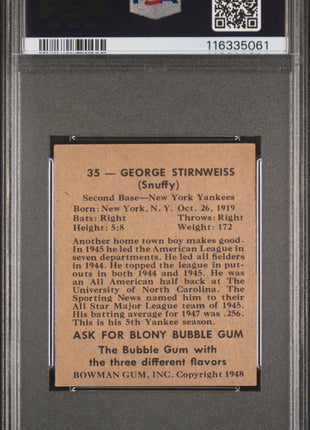 PSA
116335061
35 — GEORGE STIRNWEISS
(Snuffy)
Second Base—New York Yankees
Born: New York, N. Y. Oct. 26, 1919
Bats: Right Throws: Right
Height: 5:8 Weight: 172
Another home town boy makes good.
In 1945 he led the American League in
seven departments. He led all fielders
in 1944. He topped the league in put-
outs in both 1944 and 1945. He was
an All American half back at The
University of North Carolina. The
Sporting News named him to their
All Star Major League team of 1945.
His batting average for 1947 was .256.
This is his 5th Yankee season.
ASK FOR BLONY BUBBLE GUM
The Bubble Gum with
the three different flavors
BOWMAN GUM, INC. Copyright 1948